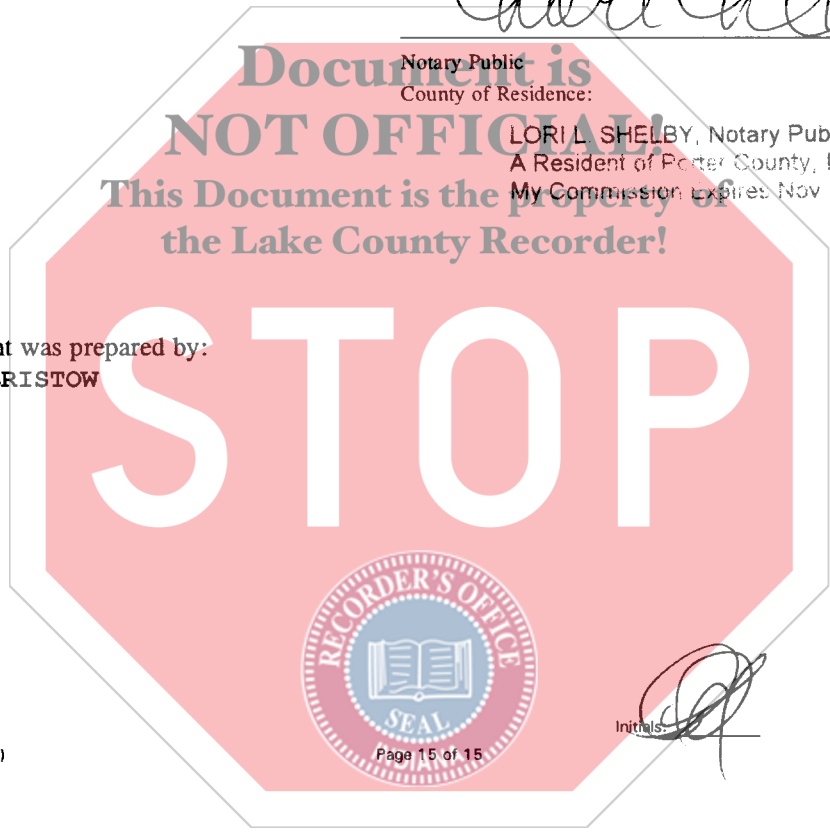 Document is
Notary Public
County of Residence:
NOT OFFICIAL!
LORI L. SHELBY, Notary Pub
A Resident of Porter County,
This Document is the property of
My Commission Expires Nov
the Lake County Recorder!
nt was prepared by:
RISTOW
STOP
RECORDER'S OFFICE
SEAL
INDIANA
Initials:
)
Page 15 of 15